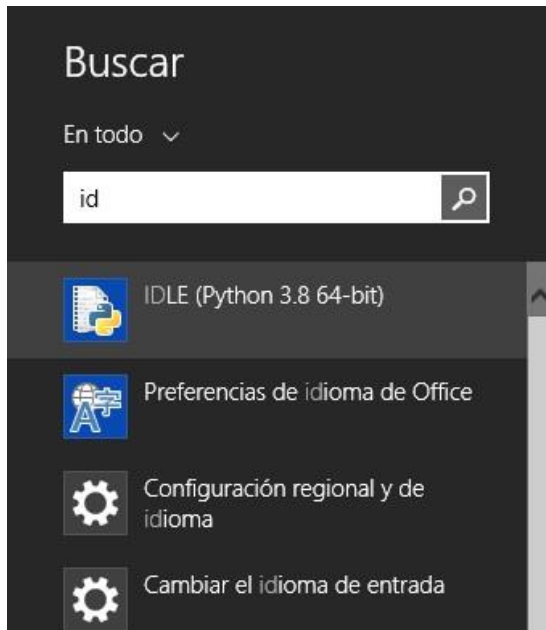 Buscar
En todo
id
IDLE (Python 3.8 64-bit)
Preferencias de idioma de Office
Configuración regional y de
idioma
Cambiar el idioma de entrada